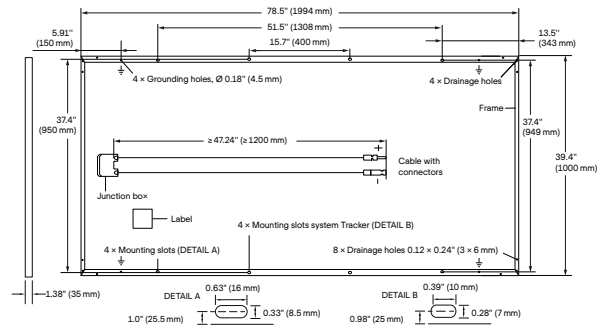 78.5" (1994 mm)
51.5" (1308 mm)
5.91"
(150 mm)
15.7" (400 mm)
13.5"
(343 mm)
4 × Grounding holes, Ø 0.18" (4.5 mm)
4 × Drainage holes
Frame
37.4"
(950 mm)
37.4"
(949 mm)
39.4"
(1000 mm)
≥ 47.24" (≥ 1200 mm)
+
-
Cable with
connectors
Junction box
Label
4 × Mounting slots system Tracker (DETAIL B)
4 × Mounting slots (DETAIL A)
8 × Drainage holes 0.12 × 0.24" (3 × 6 mm)
1.38" (35 mm)
DETAIL A
0.63" (16 mm)
1.0" (25.5 mm)
0.33" (8.5 mm)
DETAIL B
0.39" (10 mm)
0.98" (25 mm)
0.28" (7 mm)